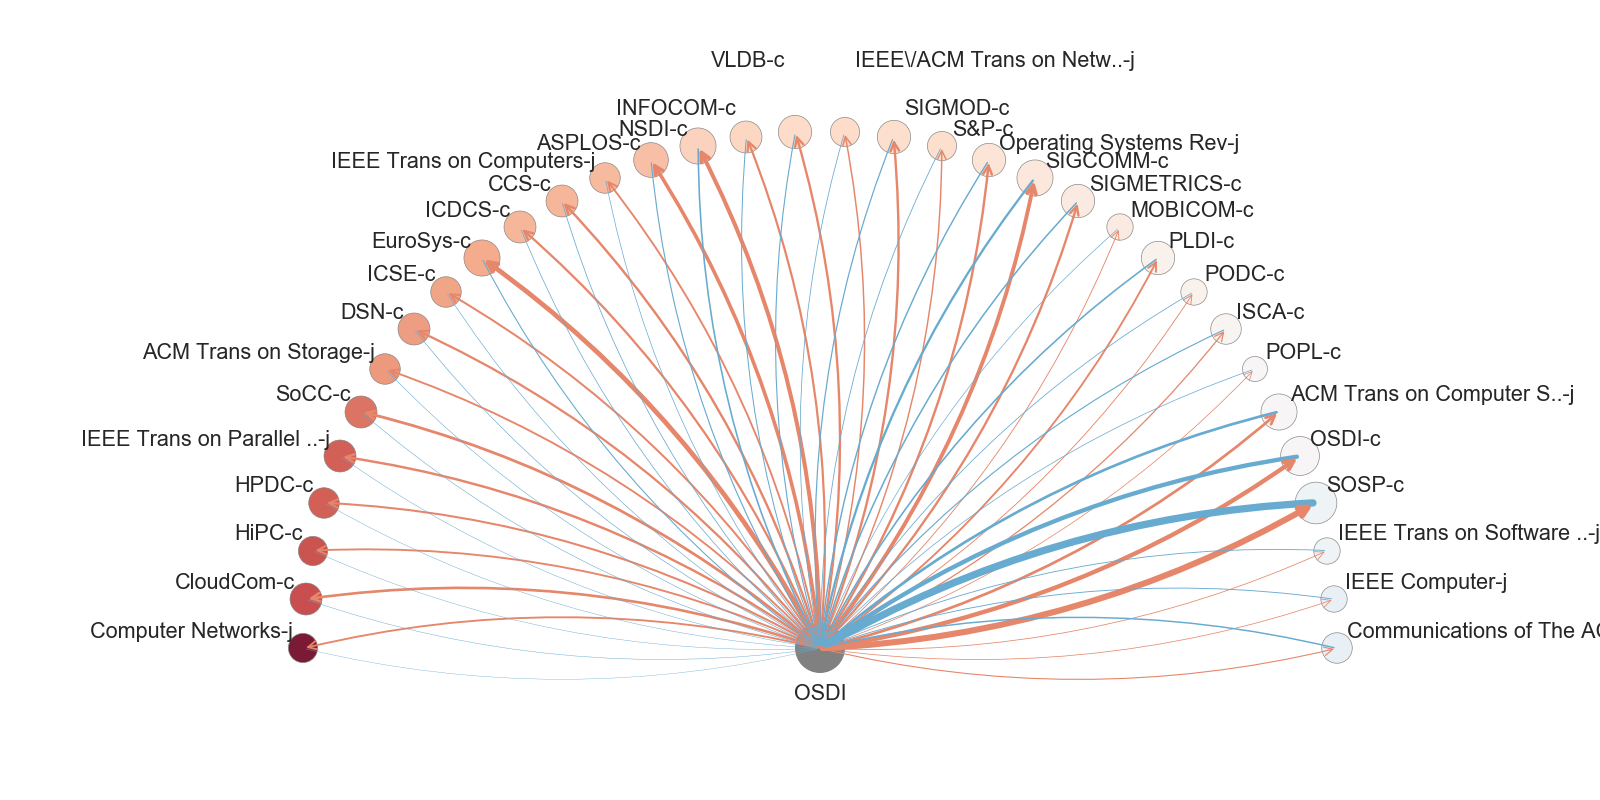 VLDB-c
IEEE\/ACM Trans on Netw..-j
INFOCOM-c
SIGMOD-c
NSDI-c
S&P-c
ASPLOS-c
Operating Systems Rev-j
IEEE Trans on Computers-j
SIGCOMM-c
CCS-c
SIGMETRICS-c
ICDCS-c
MOBICOM-c
EuroSys-c
PLDI-c
ICSE-c
PODC-c
DSN-c
ISCA-c
ACM Trans on Storage-j
POPL-c
SoCC-c
ACM Trans on Computer S..-j
IEEE Trans on Parallel ..-j
OSDI-c
HPDC-c
SOSP-c
HiPC-c
IEEE Trans on Software ..-j
CloudCom-c
IEEE Computer-j
Computer Networks-j
Communications of The AC
OSDI